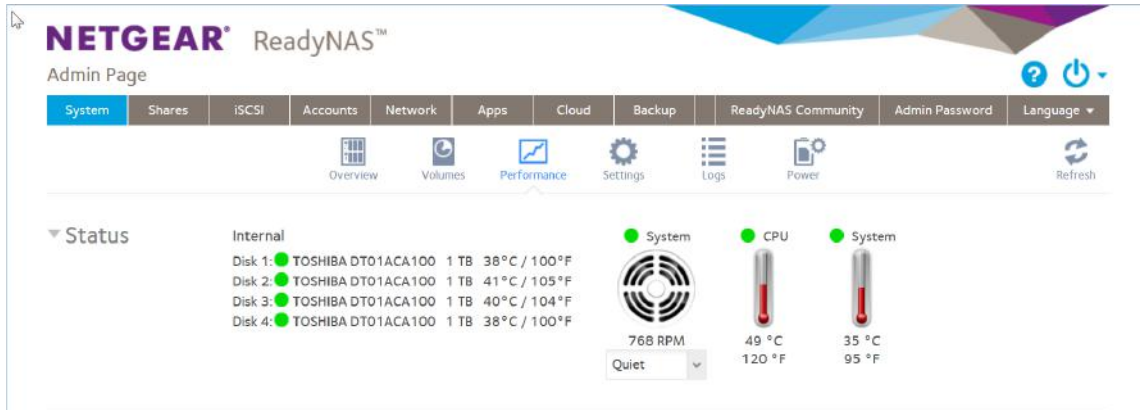 NETGEAR® ReadyNAS™
Admin Page
System Shares iSCSI Accounts Network Apps Cloud Backup ReadyNAS Community Admin Password Language
Overview Volumes Performance Settings Logs Power Refresh
Status
Internal
Disk 1: TOSHIBA DT01ACA100 1 TB 38°C / 100°F
Disk 2: TOSHIBA DT01ACA100 1 TB 41°C / 105°F
Disk 3: TOSHIBA DT01ACA100 1 TB 40°C / 104°F
Disk 4: TOSHIBA DT01ACA100 1 TB 38°C / 100°F
System
768 RPM
Quiet
CPU
49 °C
120 °F
System
35 °C
95 °F